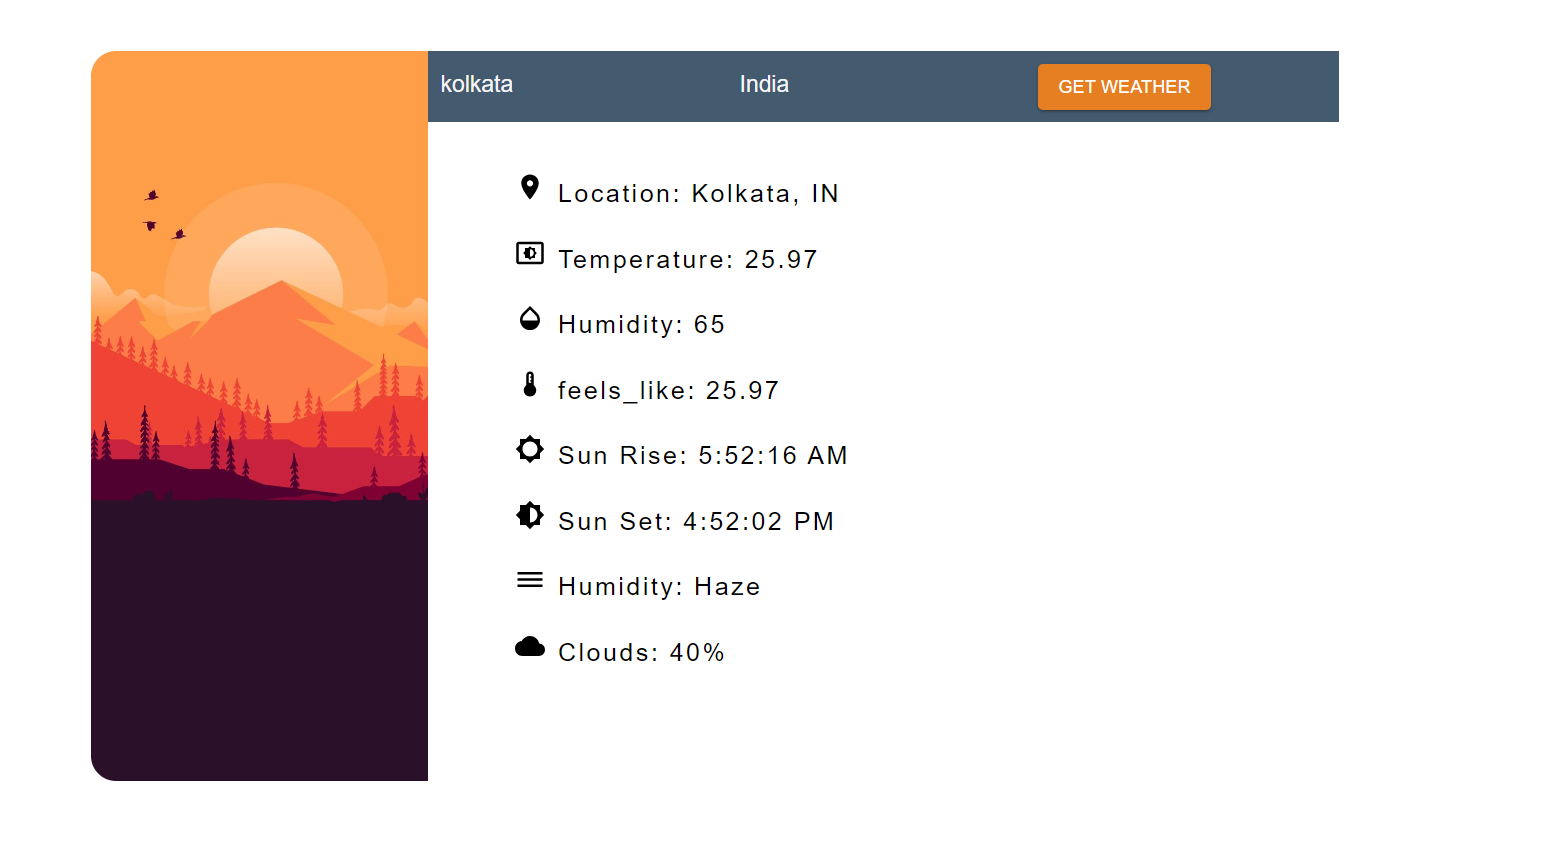 kolkata India GET WEATHER
Location: Kolkata, IN
Temperature: 25.97
Humidity: 65
feels_like: 25.97
Sun Rise: 5:52:16 AM
Sun Set: 4:52:02 PM
Humidity: Haze
Clouds: 40%